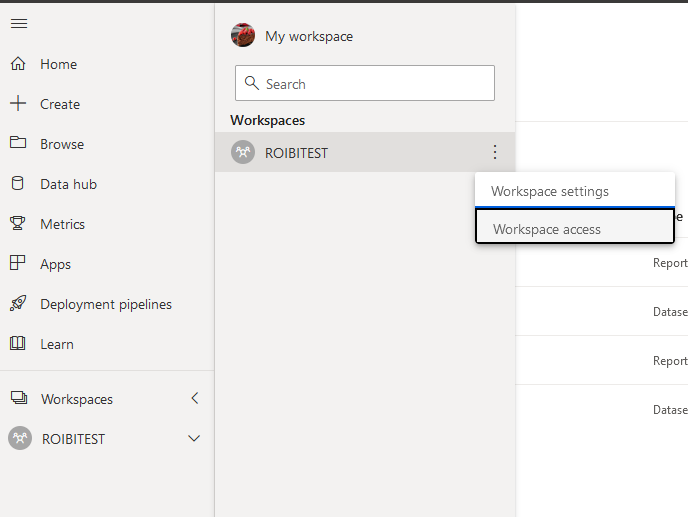 Home
Create
Browse
Data hub
Metrics
Apps
Deployment pipelines
Learn
Workspaces
ROIBITEST
My workspace
Search
Workspaces
ROIBITEST
Workspace settings
Workspace access
Report
Datase
Report
Datase